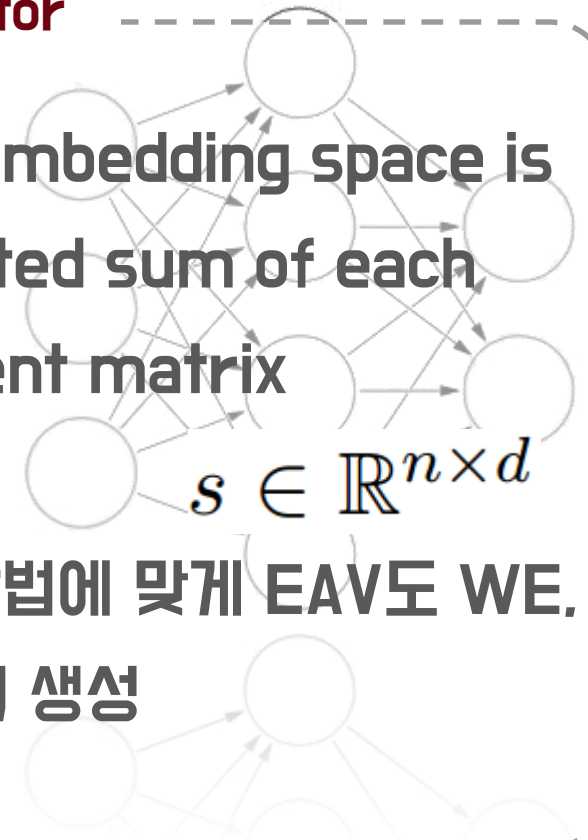 for
mbedding space is
ted sum of each
ent matrix
s ∈ ℝ^{n×d}
법에 맞게 EAV도 WE,
생성